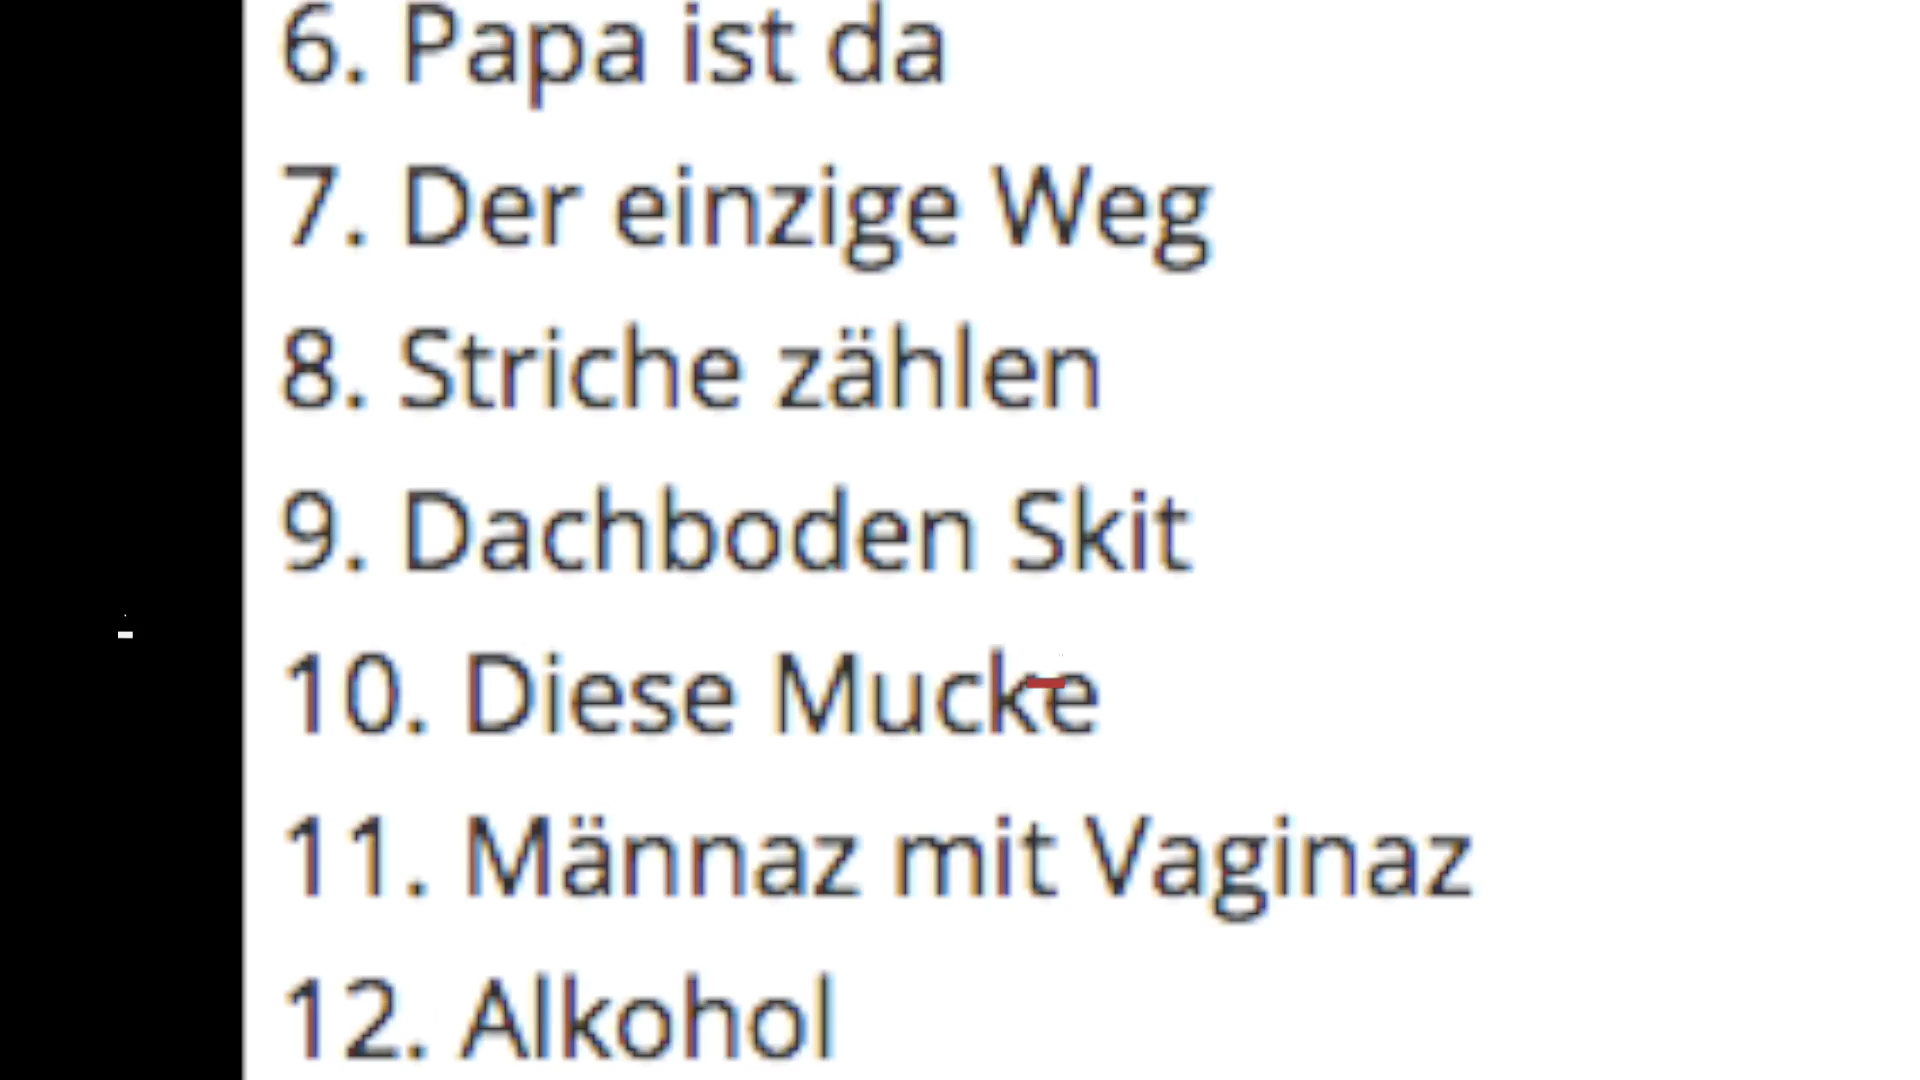 6. Papa ist da
7. Der einzige Weg
8. Striche zählen
9. Dachboden Skit
10. Diese Mucke
11. Männaz mit Vaginaz
12. Alkohol